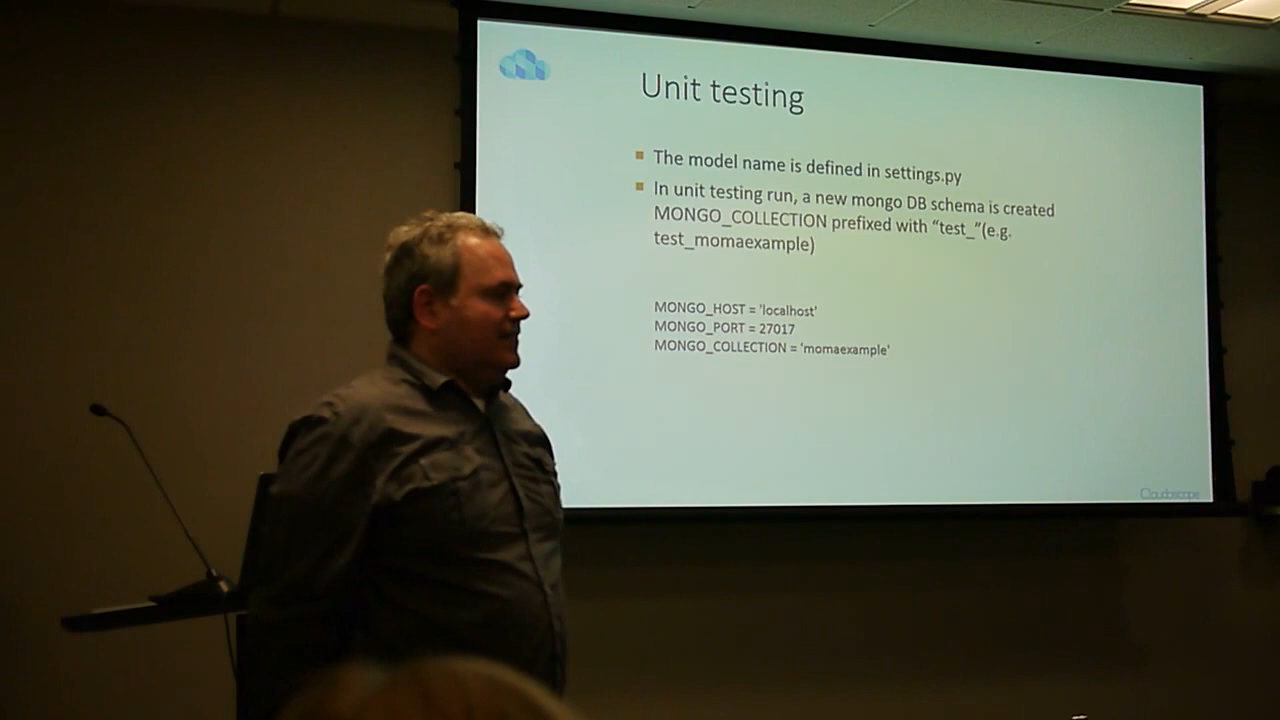 Unit testing
The model name is defined in settings.py
In unit testing run, a new mongo DB schema is created
MONGO_COLLECTION prefixed with “test_”(e.g.
test_momaexample)
MONGO_HOST = 'localhost'
MONGO_PORT = 27017
MONGO_COLLECTION = 'momaexample'
Cloudoscope